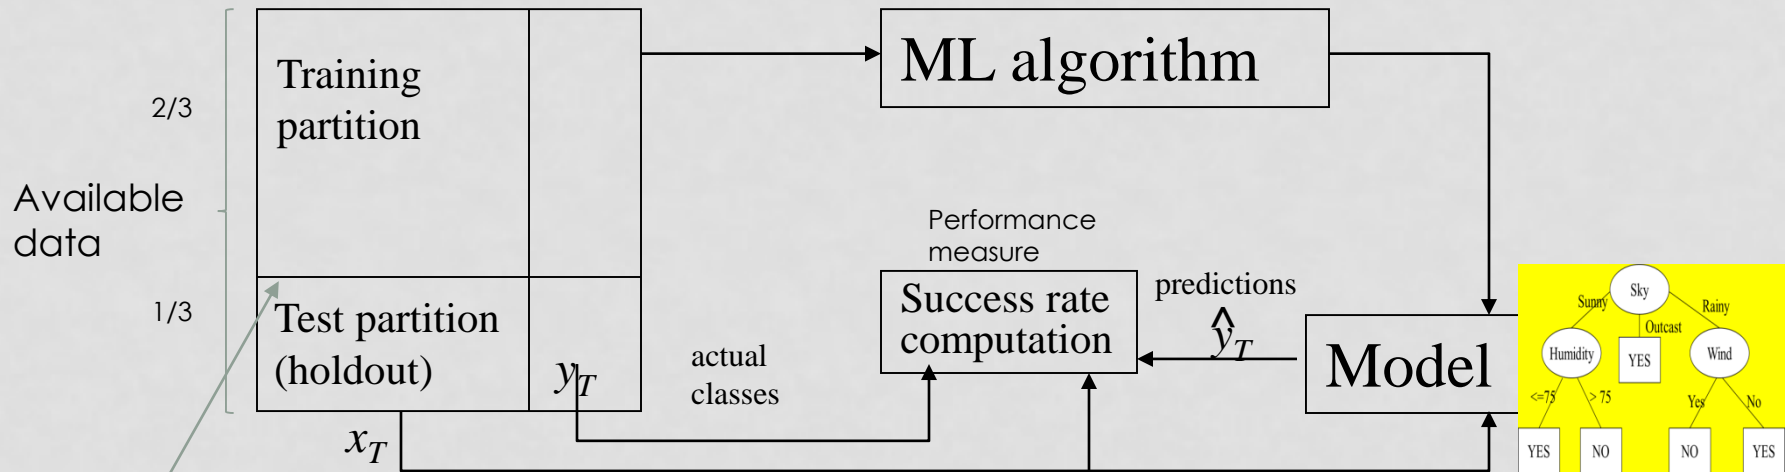 Training
partition
ML algorithm
2/3
Available
data
Performance
measure
1/3
Test partition
(holdout)
y_T
actual
classes
Success rate
computation
predictions
ŷ_T
Model
x_T
Sky
Sunny
Rainy
Outcast
Humidity
YES
Wind
<=75
> 75
Yes
No
YES
NO
NO
YES